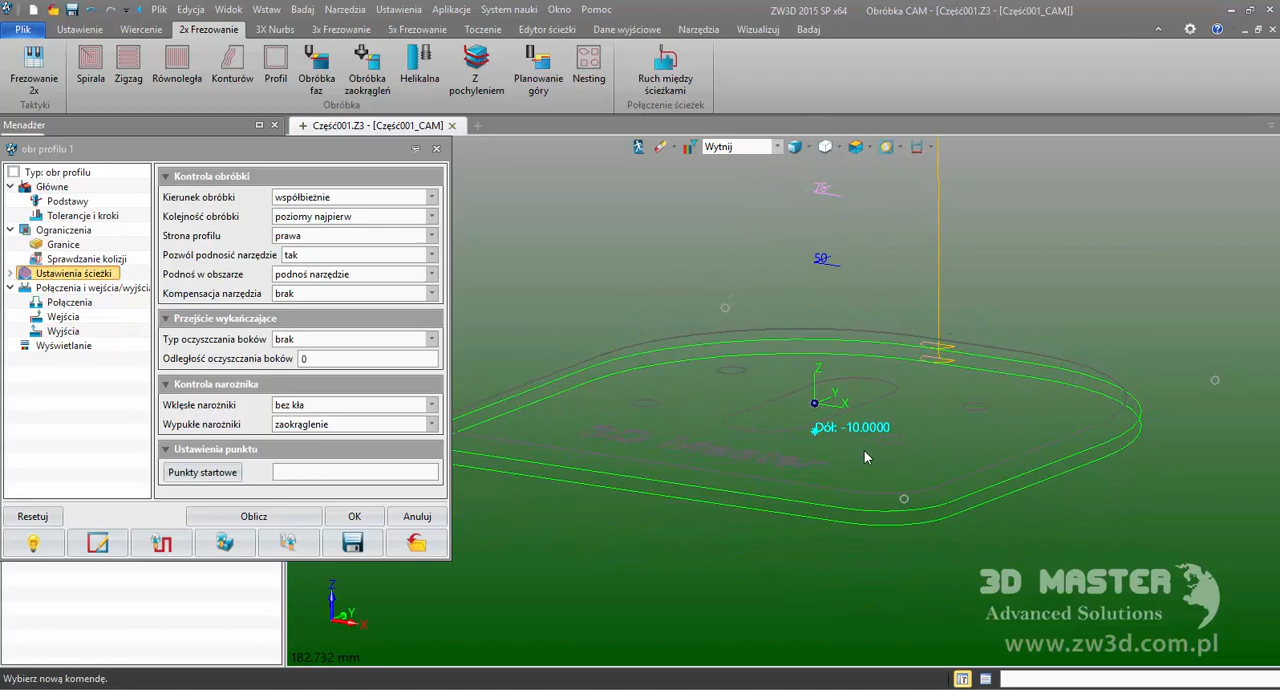 Plik Edycja Widok Wstaw Badaj Narzędzia Ustawienia Aplikacje System nauki Okno Pomoc ZW3D 2015 SP x64 Obróbka CAM - [Część001.Z3 - [Część001_CAM]]
Plik Ustawienie Wiercenie 2x Frezowanie 3X Nurbs 3x Frezowanie 5x Frezowanie Toczenie Edytor ścieżki Dane wyjściowe Narzędzia Wizualizuj Badaj
Frezowanie 2x Spirala Zigzag Równoległa Konturów Profil Obróbka faz Obróbka zaokrągleń Helikalna Z pochyleniem Planowanie góry Nesting Ruch między ścieżkami
Taktyki Obróbka Połączenie ścieżek
Menadżer
Część001.Z3 - [Część001_CAM]
obr profilu 1
Wytnij
Typ: obr profilu
Główne
Podstawy
Tolerancje i kroki
Ograniczenia
Granice
Sprawdzanie kolizji
Ustawienia ścieżki
Połączenia i wejścia/wyjścia
Połączenia
Wejścia
Wyjścia
Wyświetlanie
Kontrola obróbki
Kierunek obróbki współbieżnie
Kolejność obróbki poziomy najpierw
Strona profilu prawa
Pozwól podnosić narzędzie tak
Podnoś w obszarze podnoś narzędzie
Kompensacja narzędzia brak
Przejście wykańczające
Typ oczyszczania boków brak
Odległość oczyszczania boków 0
Kontrola narożnika
Wklęsłe narożniki bez kła
Wypukłe narożniki zaokrąglenie
Ustawienia punktu
Punkty startowe
Resetuj Oblicz OK Anuluj
75
50
Z
Y
X
Dół: -10.0000
3D Master
Z
Y
X
182.732 mm
3D MASTER
Advanced Solutions
www.zw3d.com.pl
Wybierz nową komendę.